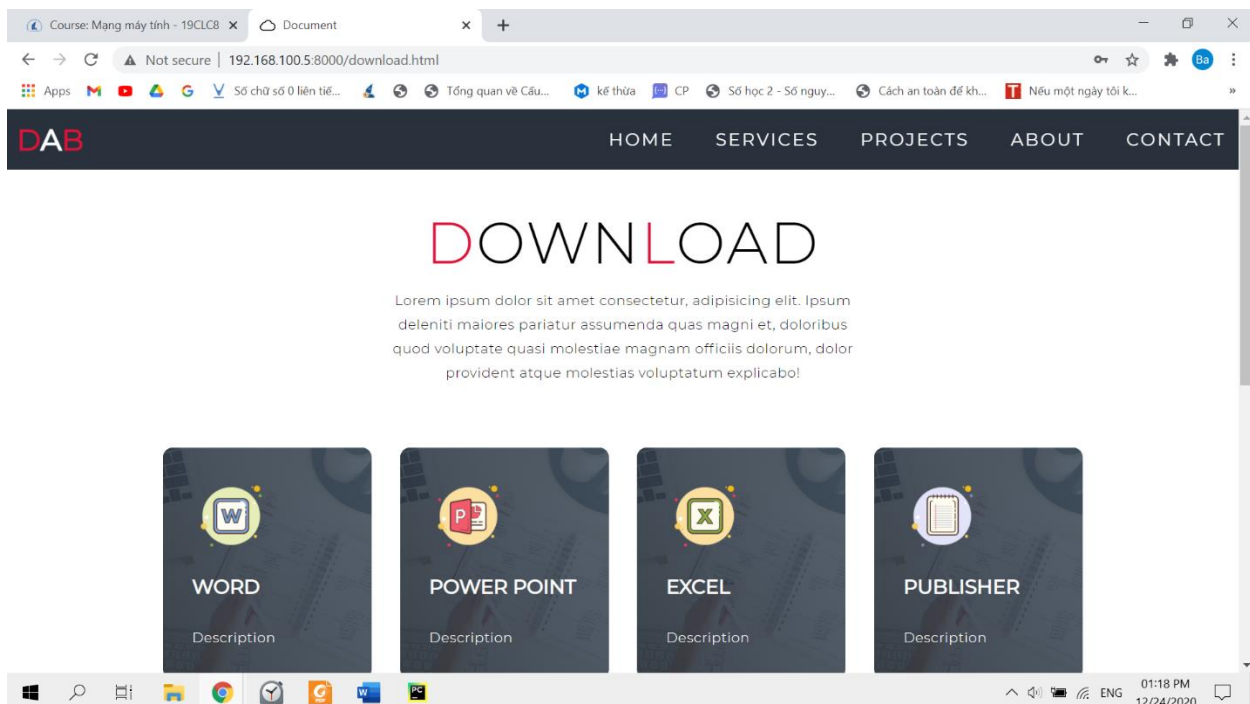 Course: Mạng máy tính - 19CLC8
Document
Not secure | 192.168.100.5:8000/download.html
Ba
Apps
Số chữ số 0 liên tiế...
Tổng quan về Cấu...
kế thừa
CP
Số học 2 - Số nguy...
Cách an toàn để kh...
Nếu một ngày tôi k...
DAB
HOME SERVICES PROJECTS ABOUT CONTACT
DOWNLOAD
Lorem ipsum dolor sit amet consectetur, adipisicing elit. Ipsum
deleniti maiores pariatur assumenda quas magni et, doloribus
quod voluptate quasi molestiae magnam officiis dolorum, dolor
provident atque molestias voluptatum explicabo!
W
WORD
Description
P
POWER POINT
Description
X
EXCEL
Description
PUBLISHER
Description
ENG
01:18 PM
12/24/2020